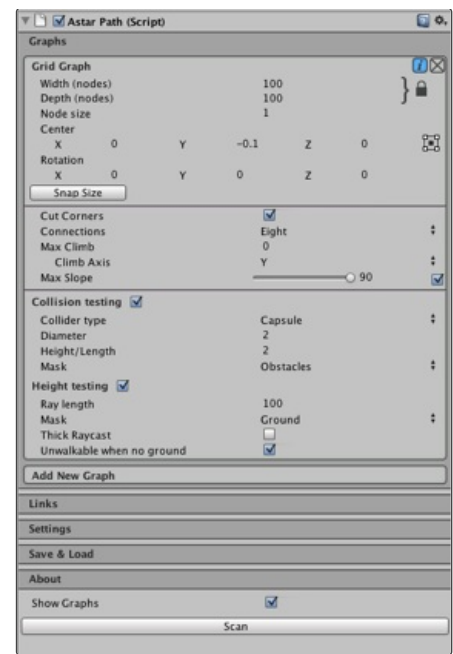 Astar Path (Script)
Graphs
Grid Graph
Width (nodes) 100
Depth (nodes) 100
Node size 1
Center
X 0 Y -0.1 Z 0
Rotation
X 0 Y 0 Z 0
Snap Size
Cut Corners
Connections Eight
Max Climb 0
Climb Axis Y
Max Slope 90
Collision testing
Collider type Capsule
Diameter 2
Height/Length 2
Mask Obstacles
Height testing
Ray length 100
Mask Ground
Thick Raycast
Unwalkable when no ground
Add New Graph
Links
Settings
Save & Load
About
Show Graphs
Scan